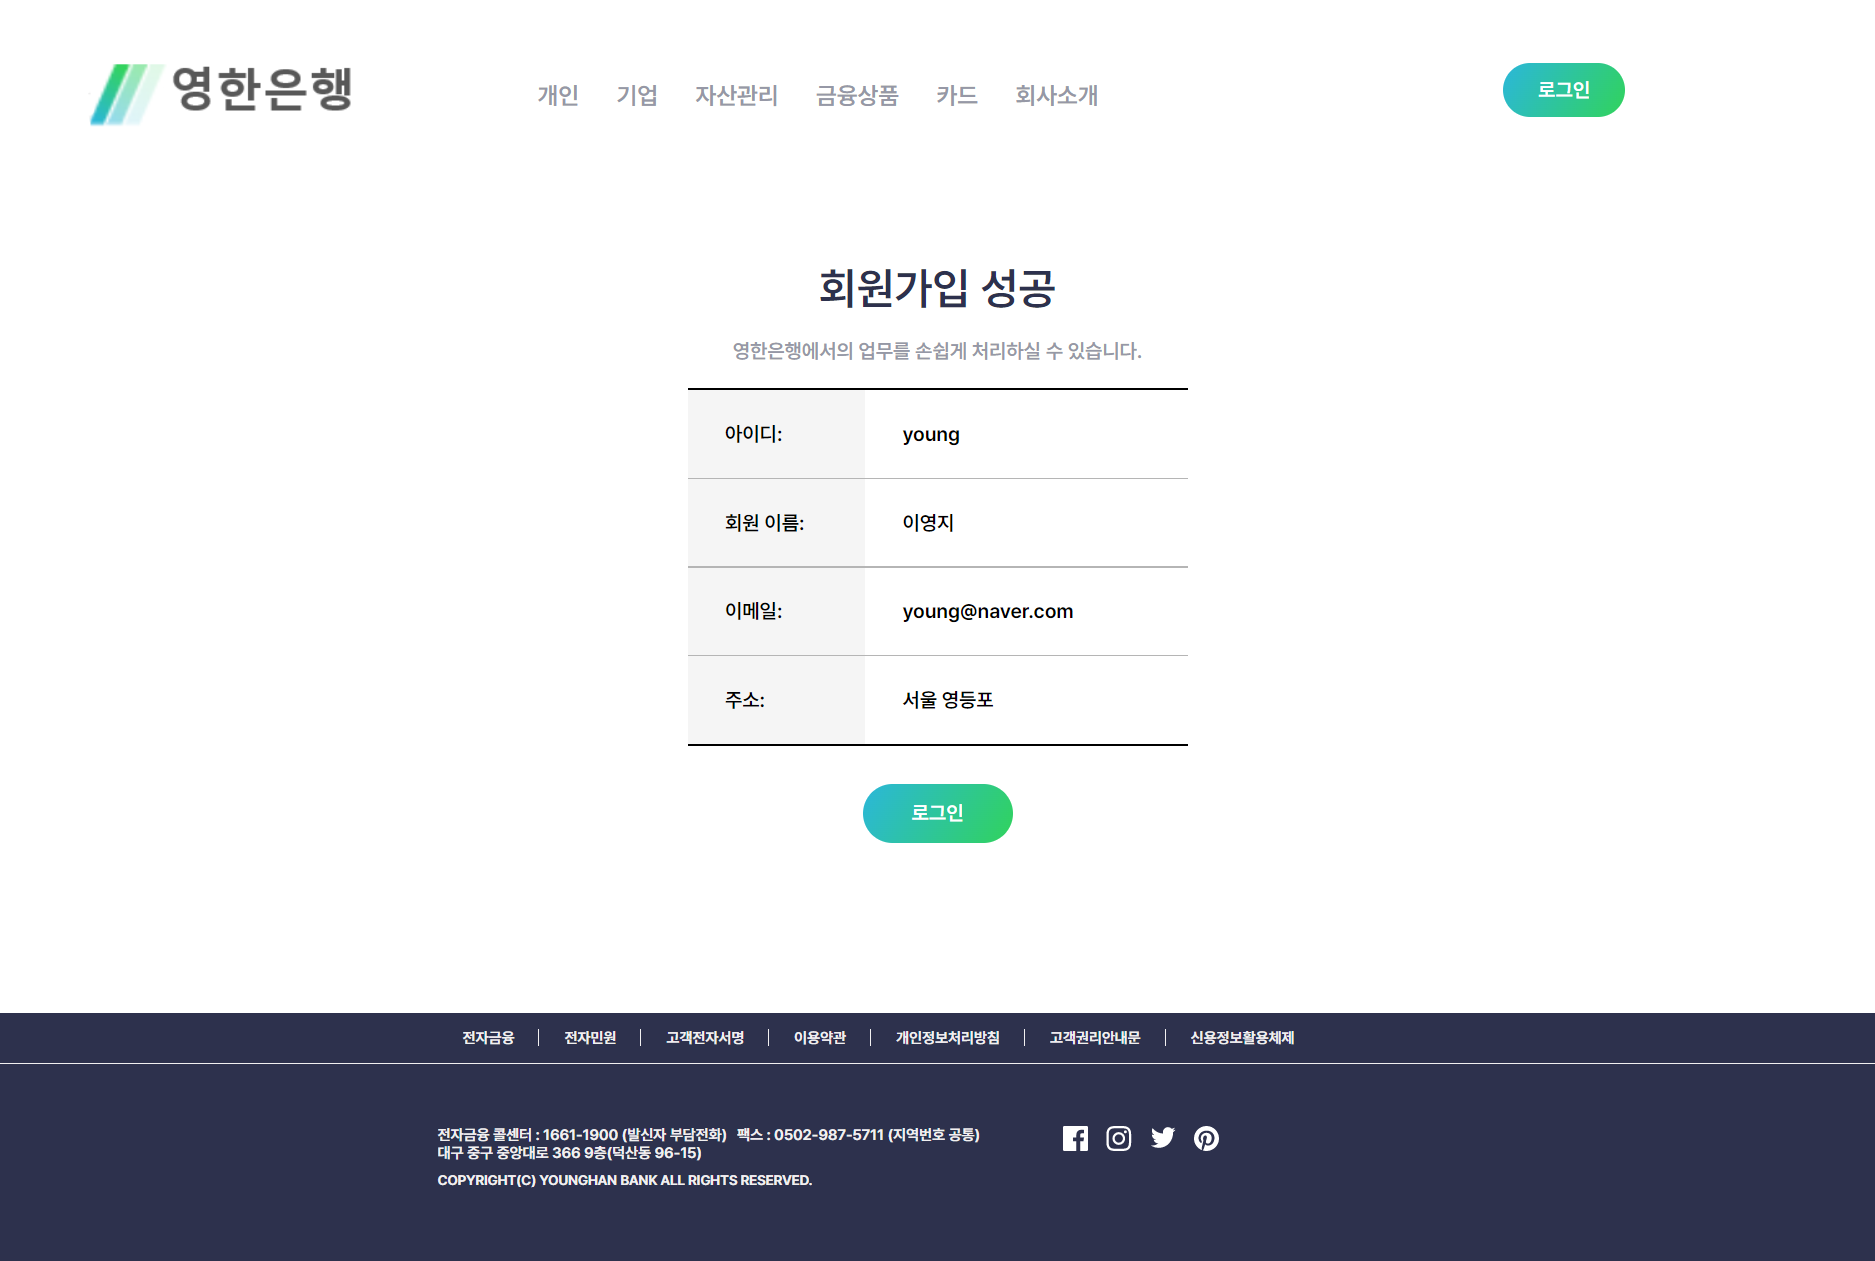 영한은행
개인 기업 자산관리 금융상품 카드 회사소개
로그인
회원가입 성공
영한은행에서의 업무를 손쉽게 처리하실 수 있습니다.
아이디: young
회원 이름: 이영지
이메일: young@naver.com
주소: 서울 영등포
로그인
전자금융 전자민원 고객전자서명 이용약관 개인정보처리방침 고객권리안내문 신용정보활용체제
전자금융 콜센터 : 1661-1900 (발신자 부담전화) 팩스 : 0502-987-5711 (지역번호 공통)
대구 중구 중앙대로 366 9층(덕산동 96-15)
COPYRIGHT(C) YOUNGHAN BANK ALL RIGHTS RESERVED.